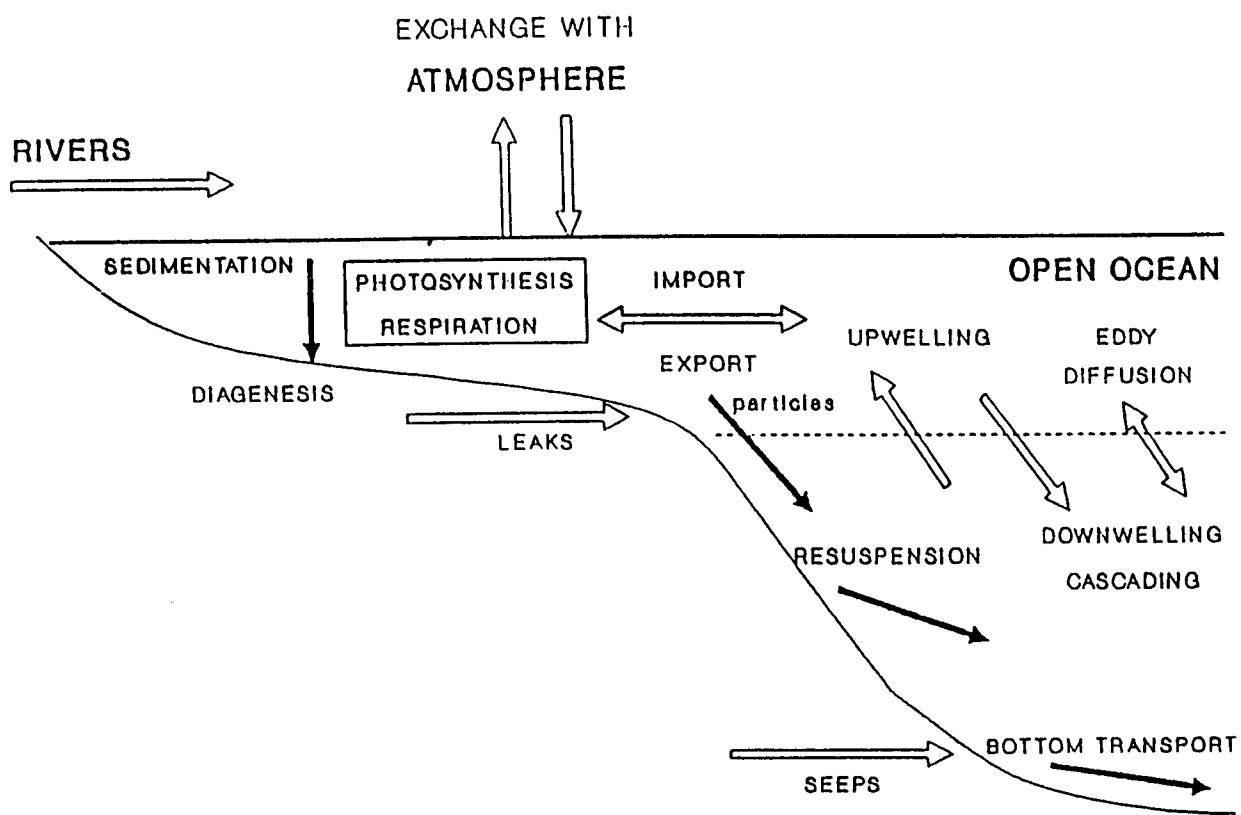 EXCHANGE WITH
ATMOSPHERE
RIVERS
SEDIMENTATION
PHOTOSYNTHESIS
RESPIRATION
IMPORT
EXPORT
OPEN OCEAN
UPWELLING
EDDY
DIFFUSION
DIAGENESIS
particles
LEAKS
RESUSPENSION
DOWNWELLING
CASCADING
BOTTOM TRANSPORT
SEEPS